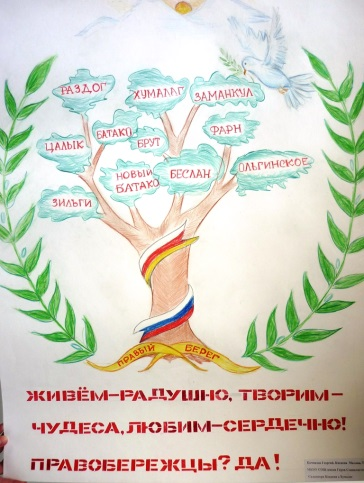 РАЗДОГ
ХУМАЛАГ
ЗАМАНКУЛ
БАТАКО
БРУТ
ФАРН
ЦАЛЫК
НОВЫЙ
БАТАКО
БЕСЛАН
ОЛЬГИНСКОЕ
ЗИЛЬГИ
ПРАВЫЙ БЕРЕГ
ЖИВЁМ-РАДУШНО, ТВОРИМ-
ЧУДЕСА, ЛЮБИМ-СЕРДЕЧНО!
ПРАВОБЕРЕЖЦЫ? ДА!